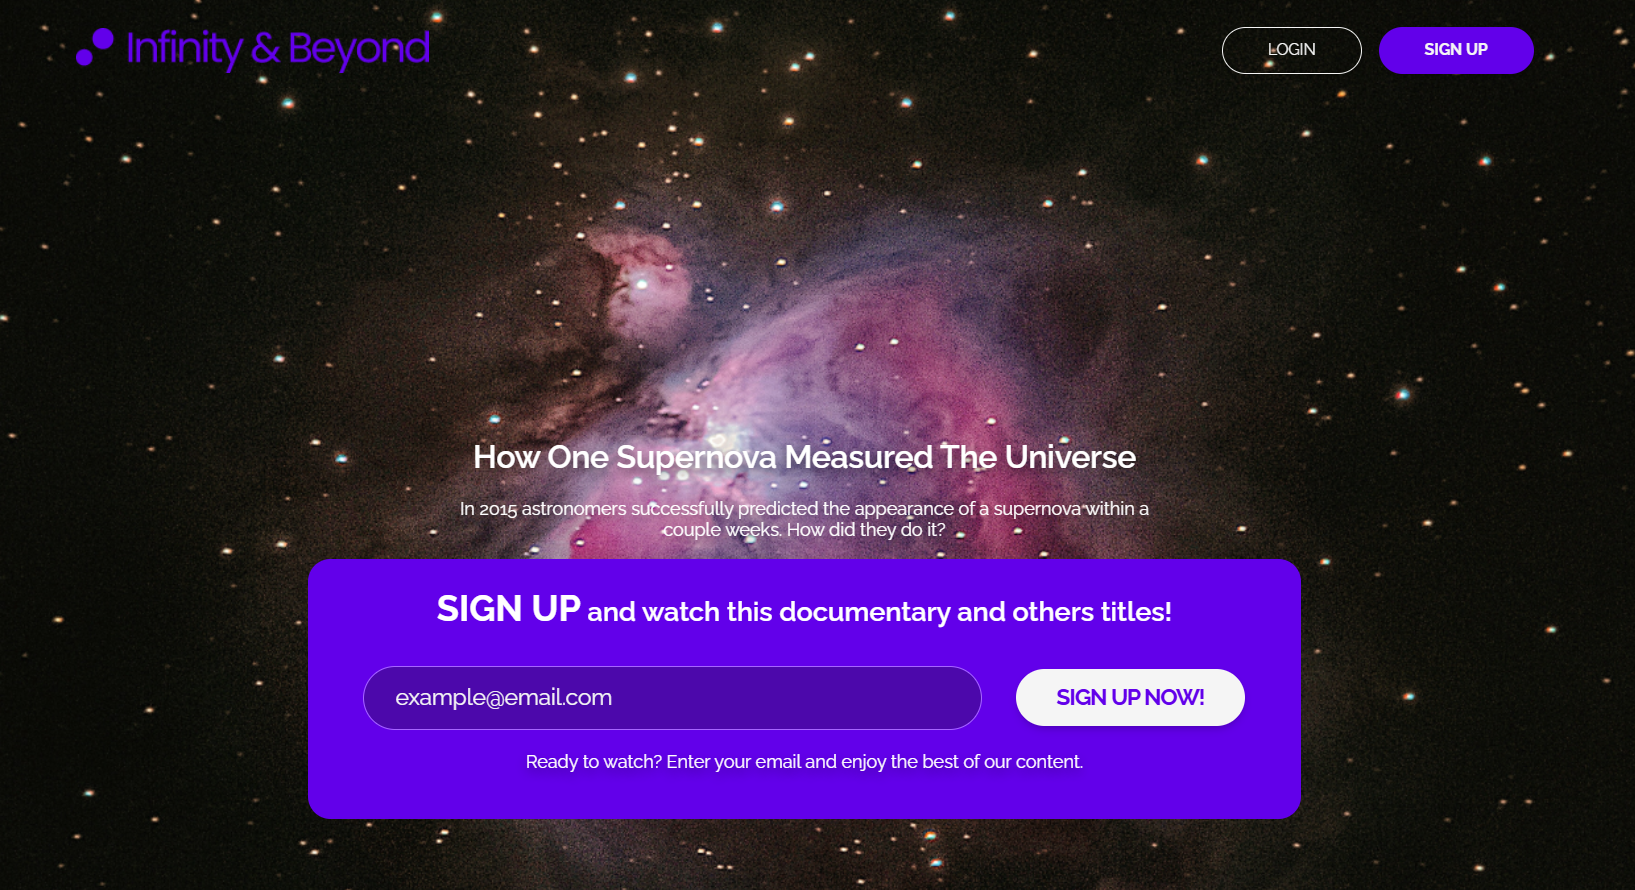 Infinity & Beyond
LOGIN
SIGN UP
How One Supernova Measured The Universe
In 2015 astronomers successfully predicted the appearance of a supernova within a
couple weeks. How did they do it?
SIGN UP and watch this documentary and others titles!
example@email.com
SIGN UP NOW!
Ready to watch? Enter your email and enjoy the best of our content.